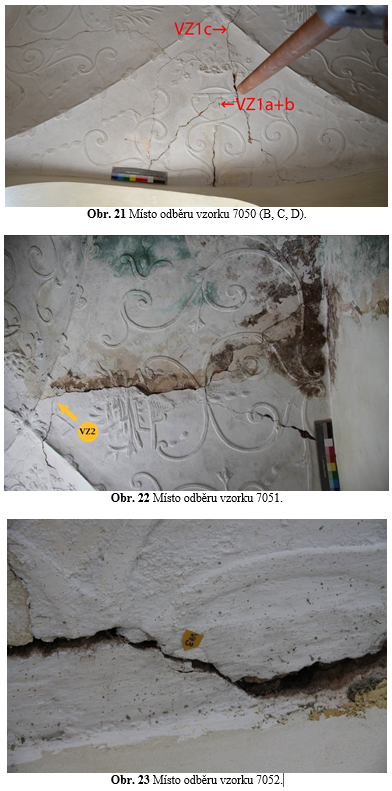 VZ1c→
←VZ1a+b
Obr. 21 Místo odběru vzorku 7050 (B, C, D).
VZ2
Obr. 22 Místo odběru vzorku 7051.
VZ3
Obr. 23 Místo odběru vzorku 7052.